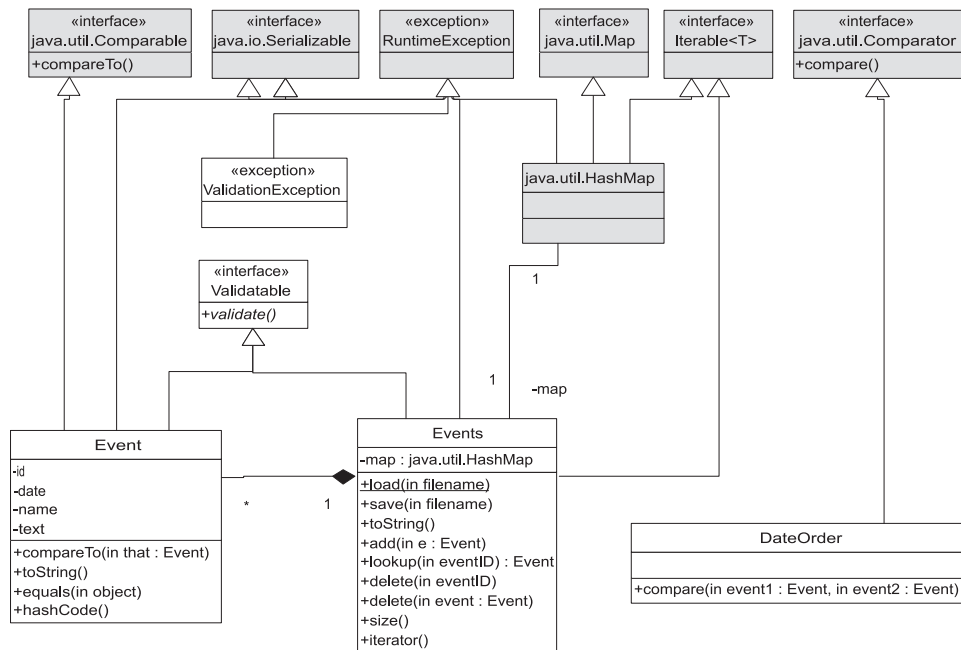 «interface»
java.util.Comparable
+compareTo()
«interface»
java.io.Serializable
«exception»
RuntimeException
«interface»
java.util.Map
«interface»
Iterable<T>
«interface»
java.util.Comparator
+compare()
«exception»
ValidationException
java.util.HashMap
«interface»
Validatable
+validate()
1
1
-map
Event
-id
-date
-name
-text
+compareTo(in that : Event)
+toString()
+equals(in object)
+hashCode()
*
1
Events
-map : java.util.HashMap
+load(in filename)
+save(in filename)
+toString()
+add(in e : Event)
+lookup(in eventID) : Event
+delete(in eventID)
+delete(in event : Event)
+size()
+iterator()
DateOrder
+compare(in event1 : Event, in event2 : Event)